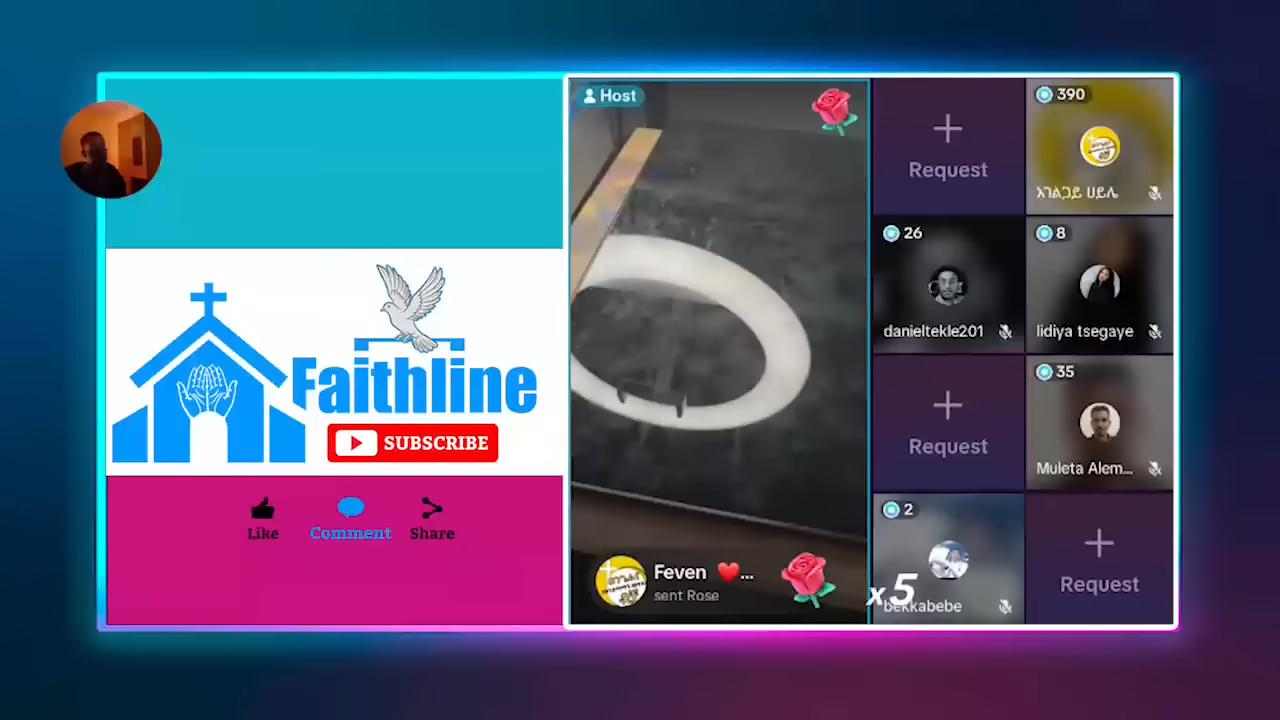 Faithline
SUBSCRIBE
Like
Comment
Share
Host
Feven ❤️...
sent Rose
x5
Request
390
አገልጋይ ሀይሌ
26
danieltekle201
8
lidiya tsegaye
Request
35
Muleta Alem...
2
bekkabebe
Request